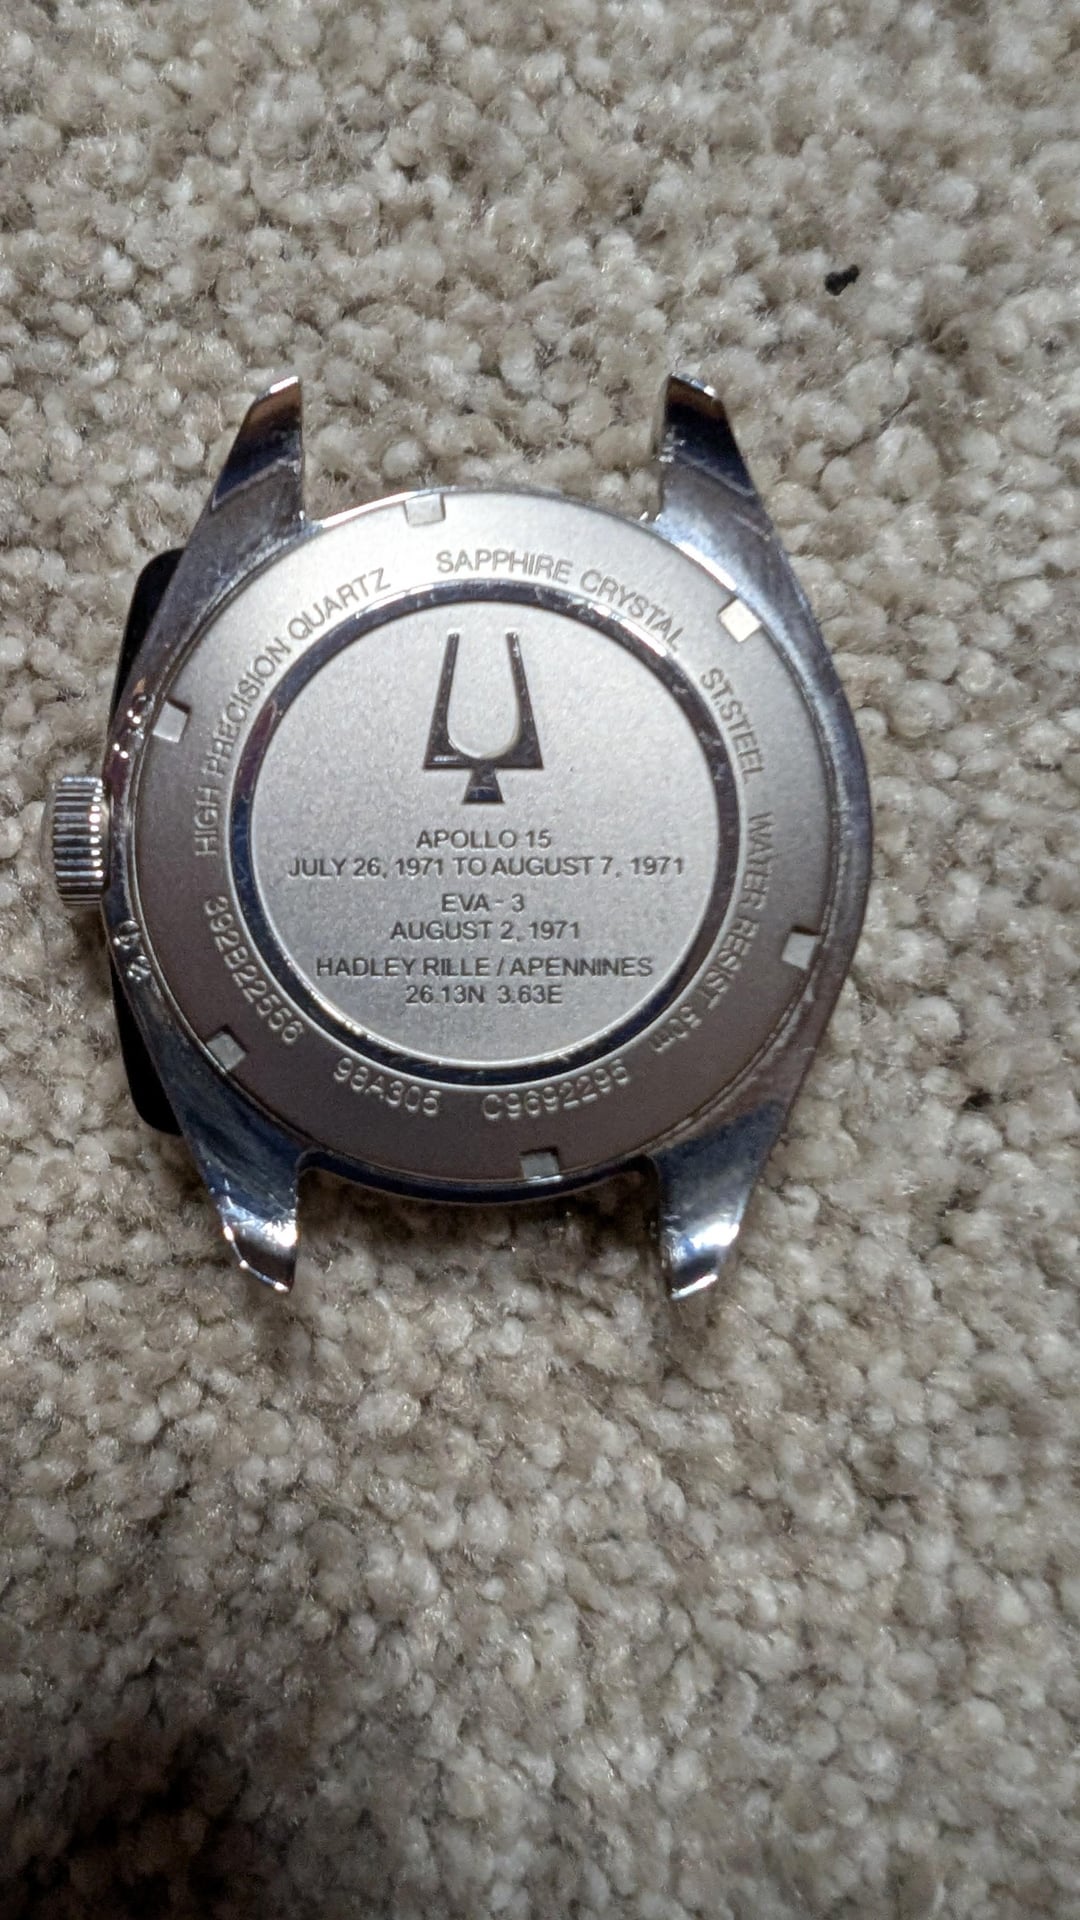 HIGH PRECISION QUARTZ
SAPPHIRE CRYSTAL
ST.STEEL
WATER RESIST 50m
APOLLO 15
JULY 26, 1971 TO AUGUST 7, 1971
EVA - 3
AUGUST 2, 1971
HADLEY RILLE / APENNINES
26.13N 3.63E
98A305
C9692295